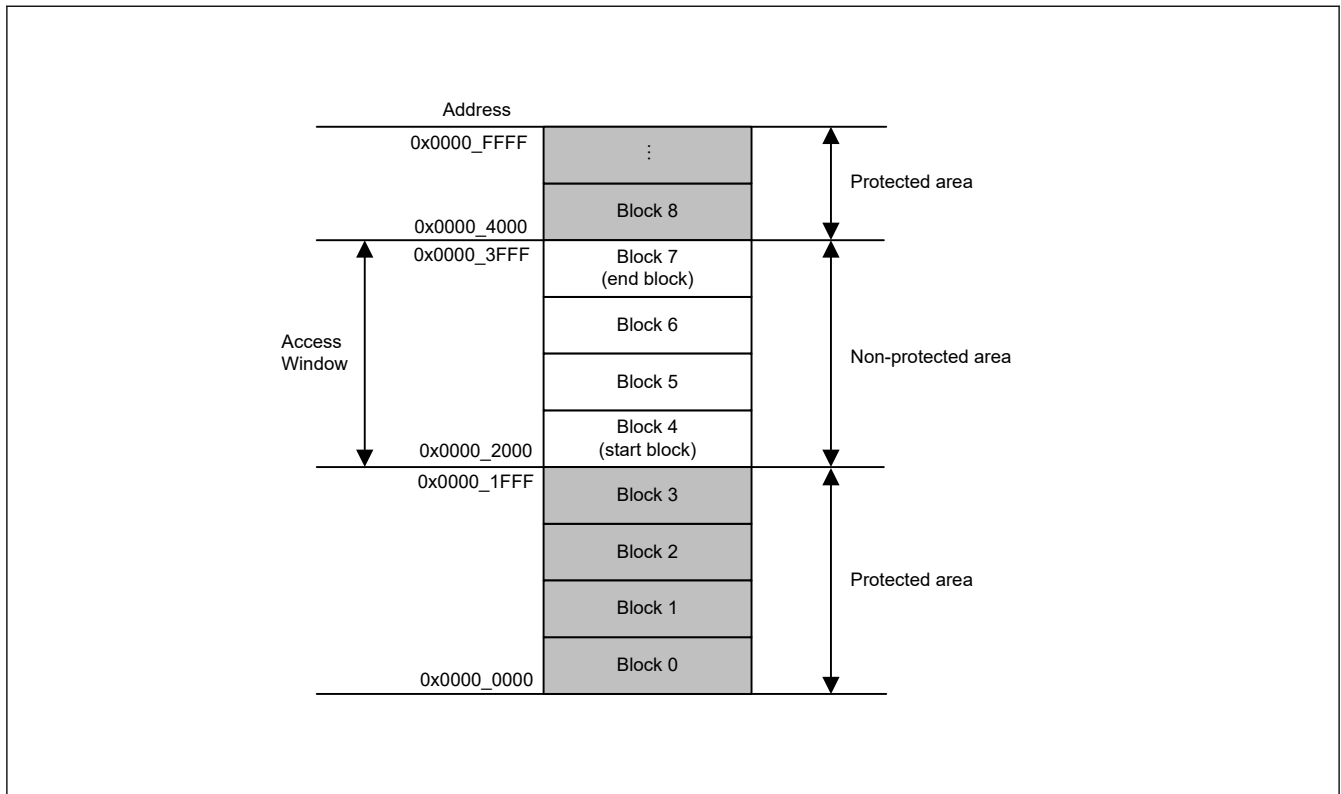 Address
0x0000_FFFF
⋮
Protected area
Block 8
0x0000_4000
0x0000_3FFF
Block 7
(end block)
Block 6
Access
Window
Non-protected area
Block 5
Block 4
(start block)
0x0000_2000
0x0000_1FFF
Block 3
Block 2
Protected area
Block 1
Block 0
0x0000_0000